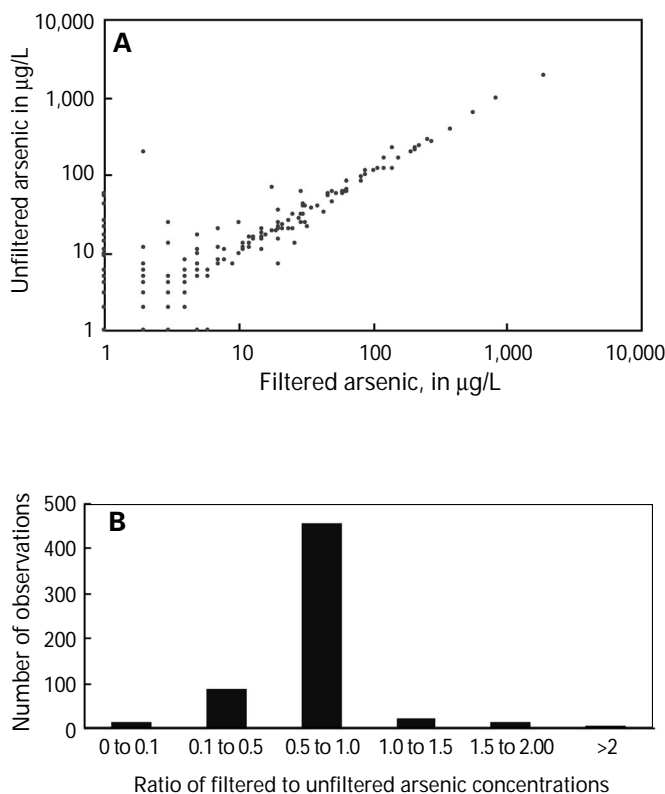 10,000
A
1,000
100
10
1
Unfiltered arsenic in µg/L
1 10 100 1,000 10,000
Filtered arsenic, in µg/L
500
B
400
300
200
100
0
Number of observations
0 to 0.1 0.1 to 0.5 0.5 to 1.0 1.0 to 1.5 1.5 to 2.00 >2
Ratio of filtered to unfiltered arsenic concentrations